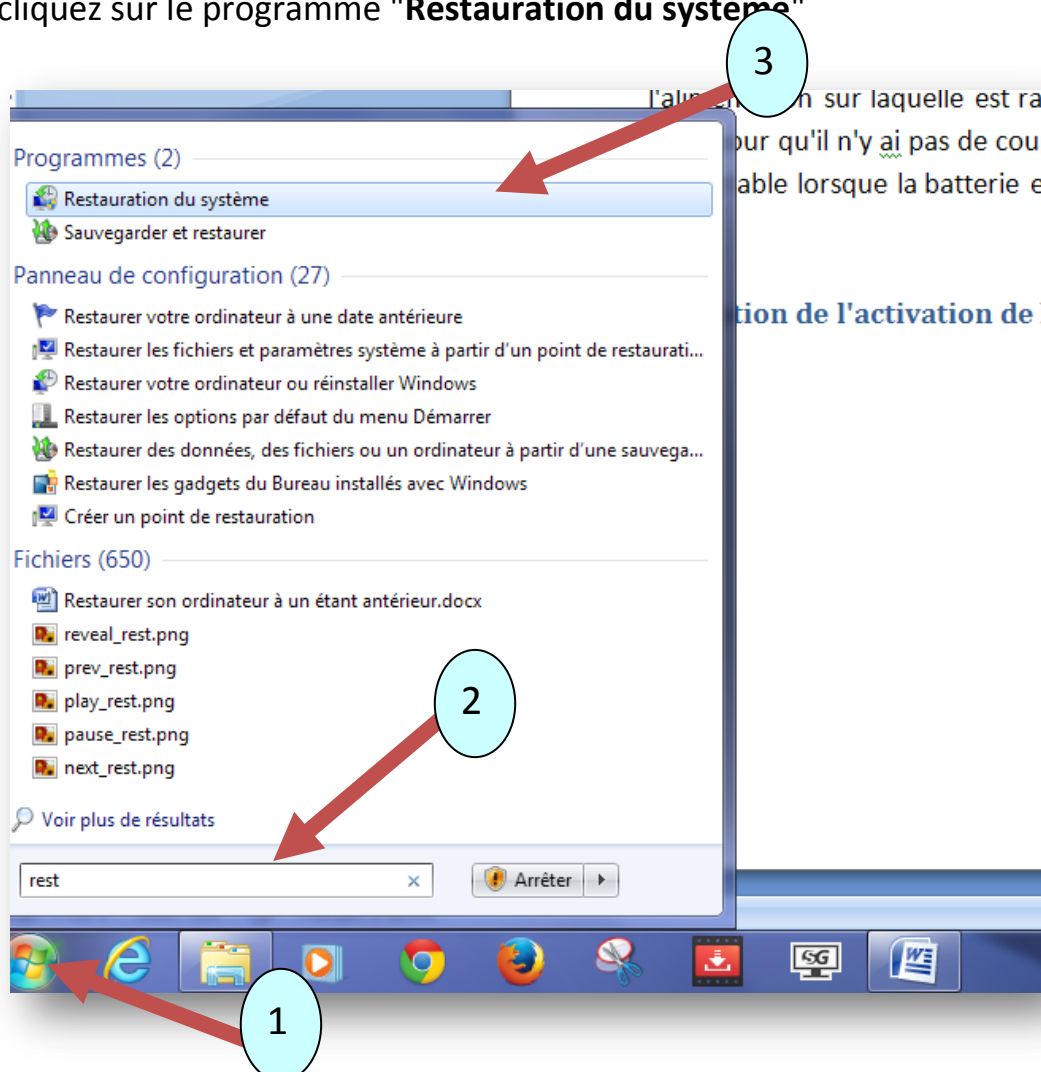 cliquez sur le programme "Restauration du système"
3
l'alimen on sur laquelle est ra
our qu'il n'y ai pas de cou
able lorsque la batterie e
Programmes (2)
Restauration du système
Sauvegarder et restaurer
Panneau de configuration (27)
Restaurer votre ordinateur à une date antérieure
tion de l'activation de
Restaurer les fichiers et paramètres système à partir d'un point de restaurati...
Restaurer votre ordinateur ou réinstaller Windows
Restaurer les options par défaut du menu Démarrer
Restaurer des données, des fichiers ou un ordinateur à partir d'une sauvega...
Restaurer les gadgets du Bureau installés avec Windows
Créer un point de restauration
Fichiers (650)
Restaurer son ordinateur à un étant antérieur.docx
reveal_rest.png
prev_rest.png
play_rest.png
pause_rest.png
next_rest.png
2
Voir plus de résultats
rest
Arrêter
SG
W
1